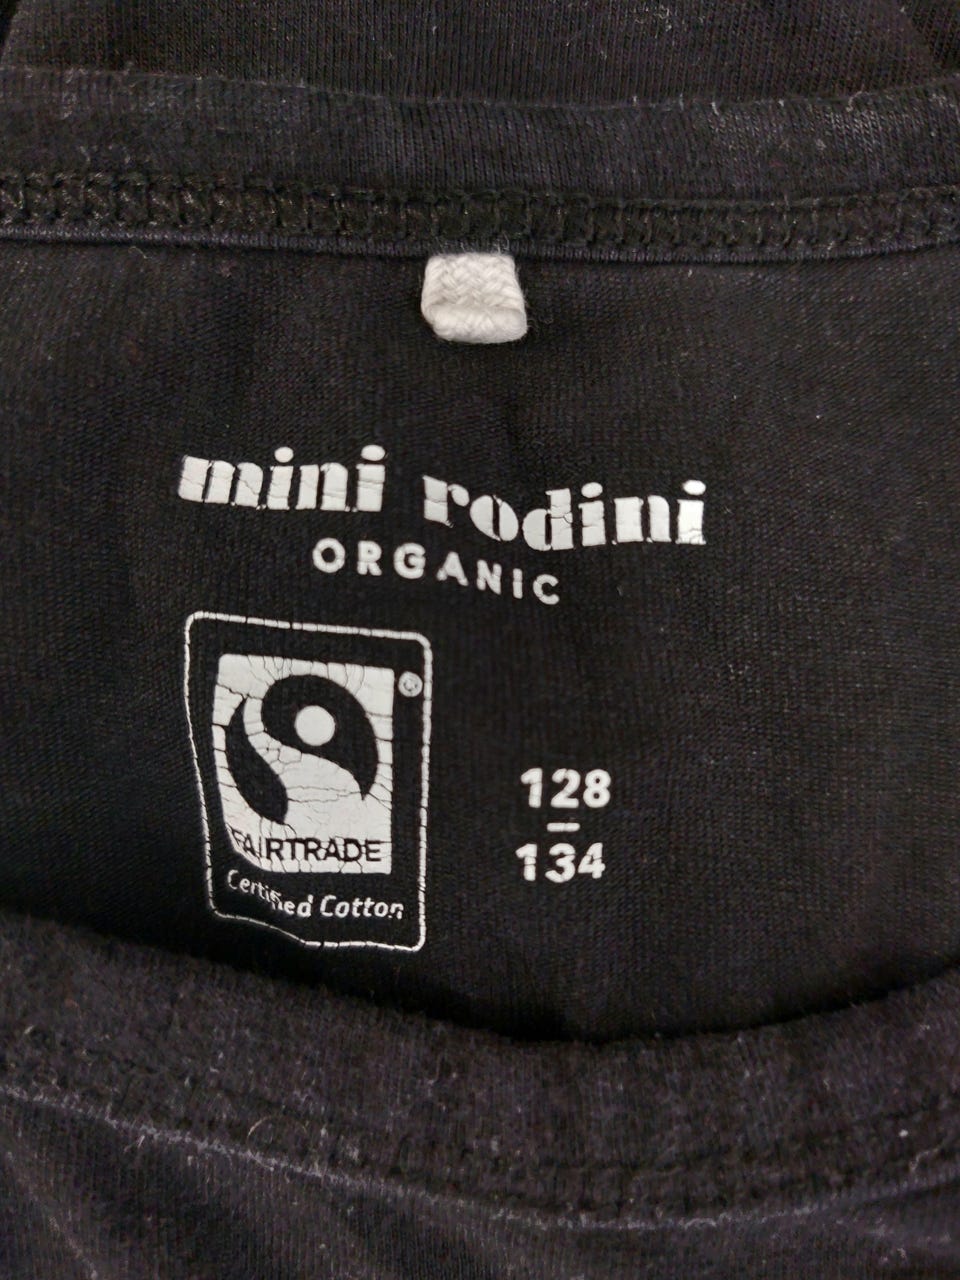 mini rodini
ORGANIC
®
FAIRTRADE
Certified Cotton
128
–
134